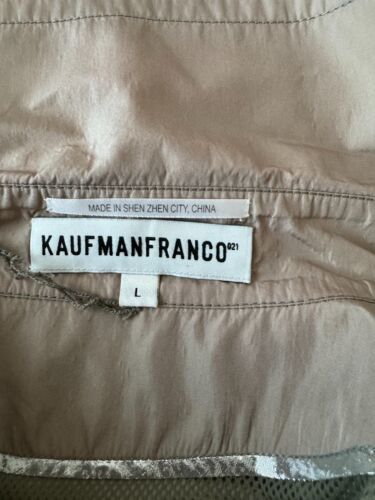 MADE IN SHEN ZHEN CITY, CHINA
KAUFMANFRANCO021
L